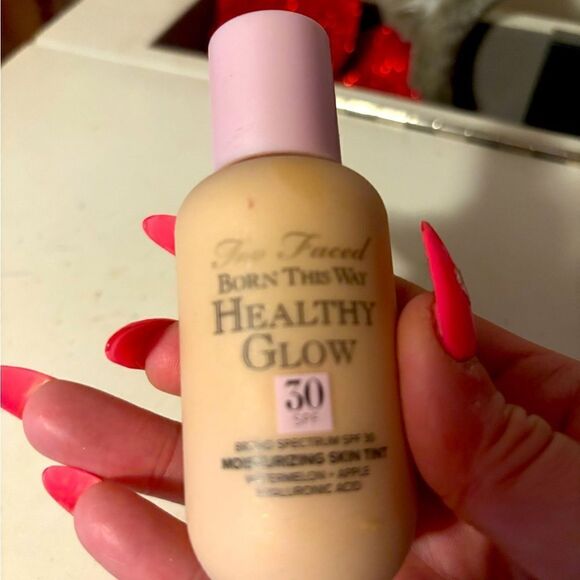 Too Faced
BORN THIS WAY
HEALTHY
GLOW
30
SPF
BROAD SPECTRUM SPF 30
MOISTURIZING SKIN TINT
WATERMELON + APPLE
HYALURONIC ACID